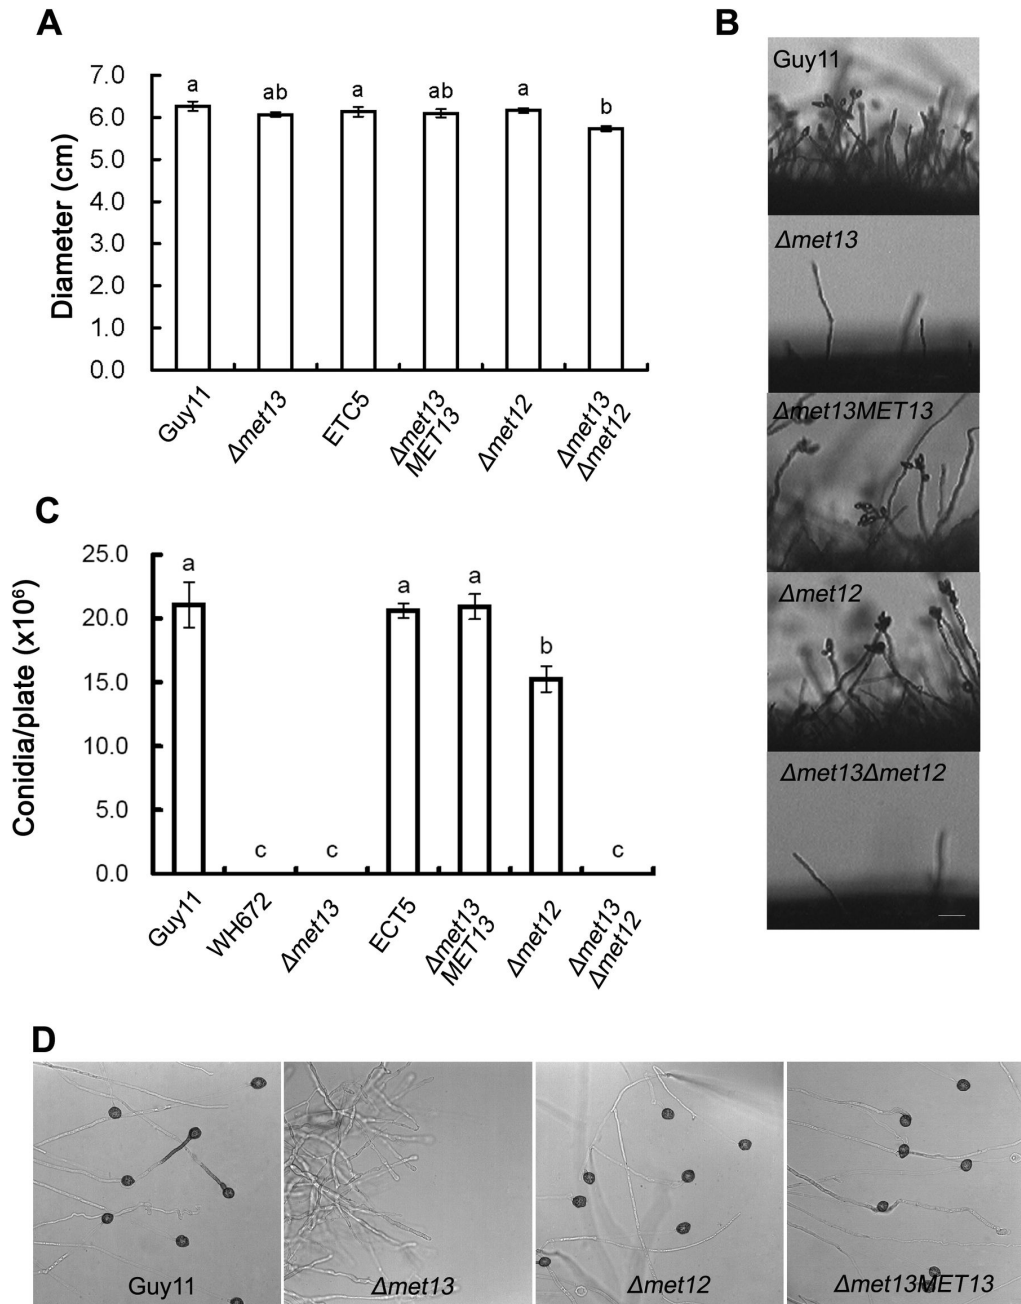 A
Diameter (cm)
7.0
6.0
5.0
4.0
3.0
2.0
1.0
0.0
a
ab
a
ab
a
b
Guy11
Δmet13
ETC5
Δmet13
MET13
Δmet12
Δmet13
Δmet12
B
Guy11
Δmet13
Δmet13MET13
Δmet12
Δmet13Δmet12
C
Conidia/plate (x10⁶)
25.0
20.0
15.0
10.0
5.0
0.0
a
c
c
a
a
b
c
Guy11
WH672
Δmet13
ECT5
Δmet13
MET13
Δmet12
Δmet13
Δmet12
D
Guy11
Δmet13
Δmet12
Δmet13MET13